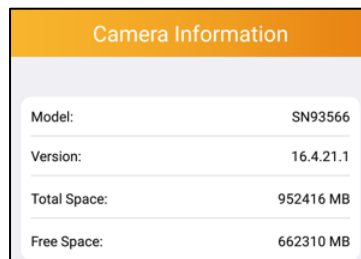 Camera Information
Model: SN93566
Version: 16.4.21.1
Total Space: 952416 MB
Free Space: 662310 MB